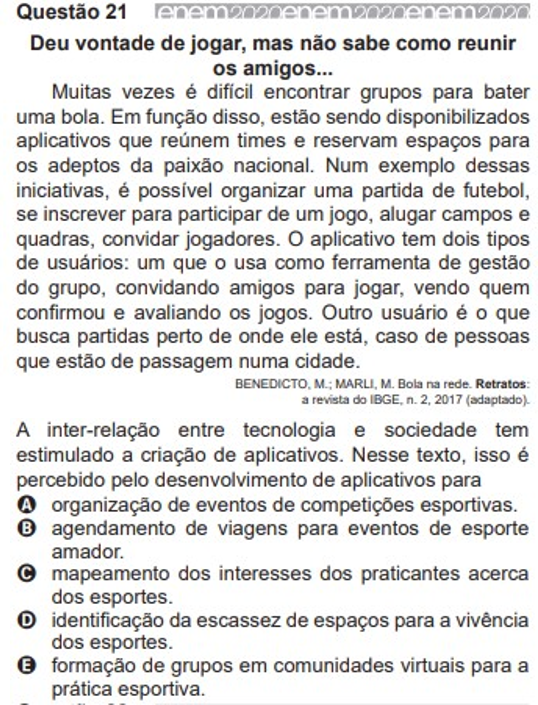 Questão 21 enem2020enem2020enem2020
Deu vontade de jogar, mas não sabe como reunir
os amigos...
Muitas vezes é difícil encontrar grupos para bater
uma bola. Em função disso, estão sendo disponibilizados
aplicativos que reúnem times e reservam espaços para
os adeptos da paixão nacional. Num exemplo dessas
iniciativas, é possível organizar uma partida de futebol,
se inscrever para participar de um jogo, alugar campos e
quadras, convidar jogadores. O aplicativo tem dois tipos
de usuários: um que o usa como ferramenta de gestão
do grupo, convidando amigos para jogar, vendo quem
confirmou e avaliando os jogos. Outro usuário é o que
busca partidas perto de onde ele está, caso de pessoas
que estão de passagem numa cidade.
BENEDICTO, M.; MARLI, M. Bola na rede. Retratos:
a revista do IBGE, n. 2, 2017 (adaptado).
A inter-relação entre tecnologia e sociedade tem
estimulado a criação de aplicativos. Nesse texto, isso é
percebido pelo desenvolvimento de aplicativos para
A organização de eventos de competições esportivas.
B agendamento de viagens para eventos de esporte
amador.
C mapeamento dos interesses dos praticantes acerca
dos esportes.
D identificação da escassez de espaços para a vivência
dos esportes.
E formação de grupos em comunidades virtuais para a
prática esportiva.